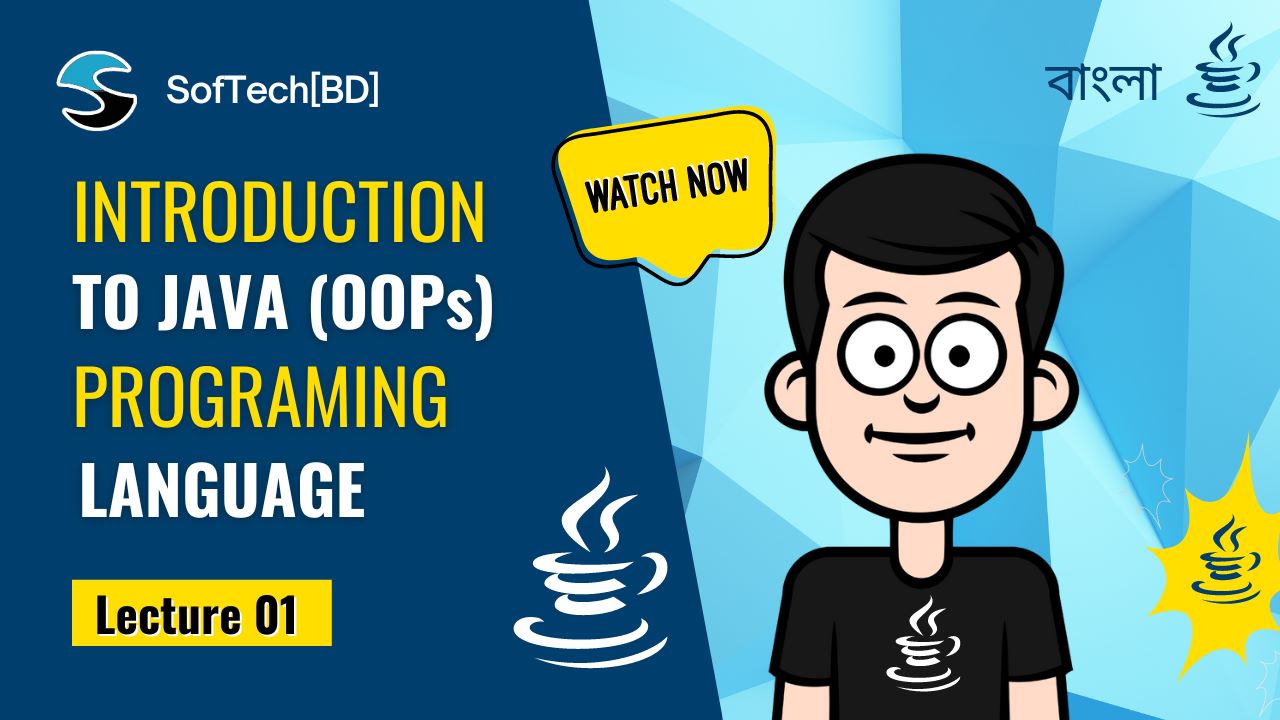 SofTech[BD]
বাংলা
WATCH NOW
INTRODUCTION
TO JAVA (OOPs)
PROGRAMING
LANGUAGE
Lecture 01